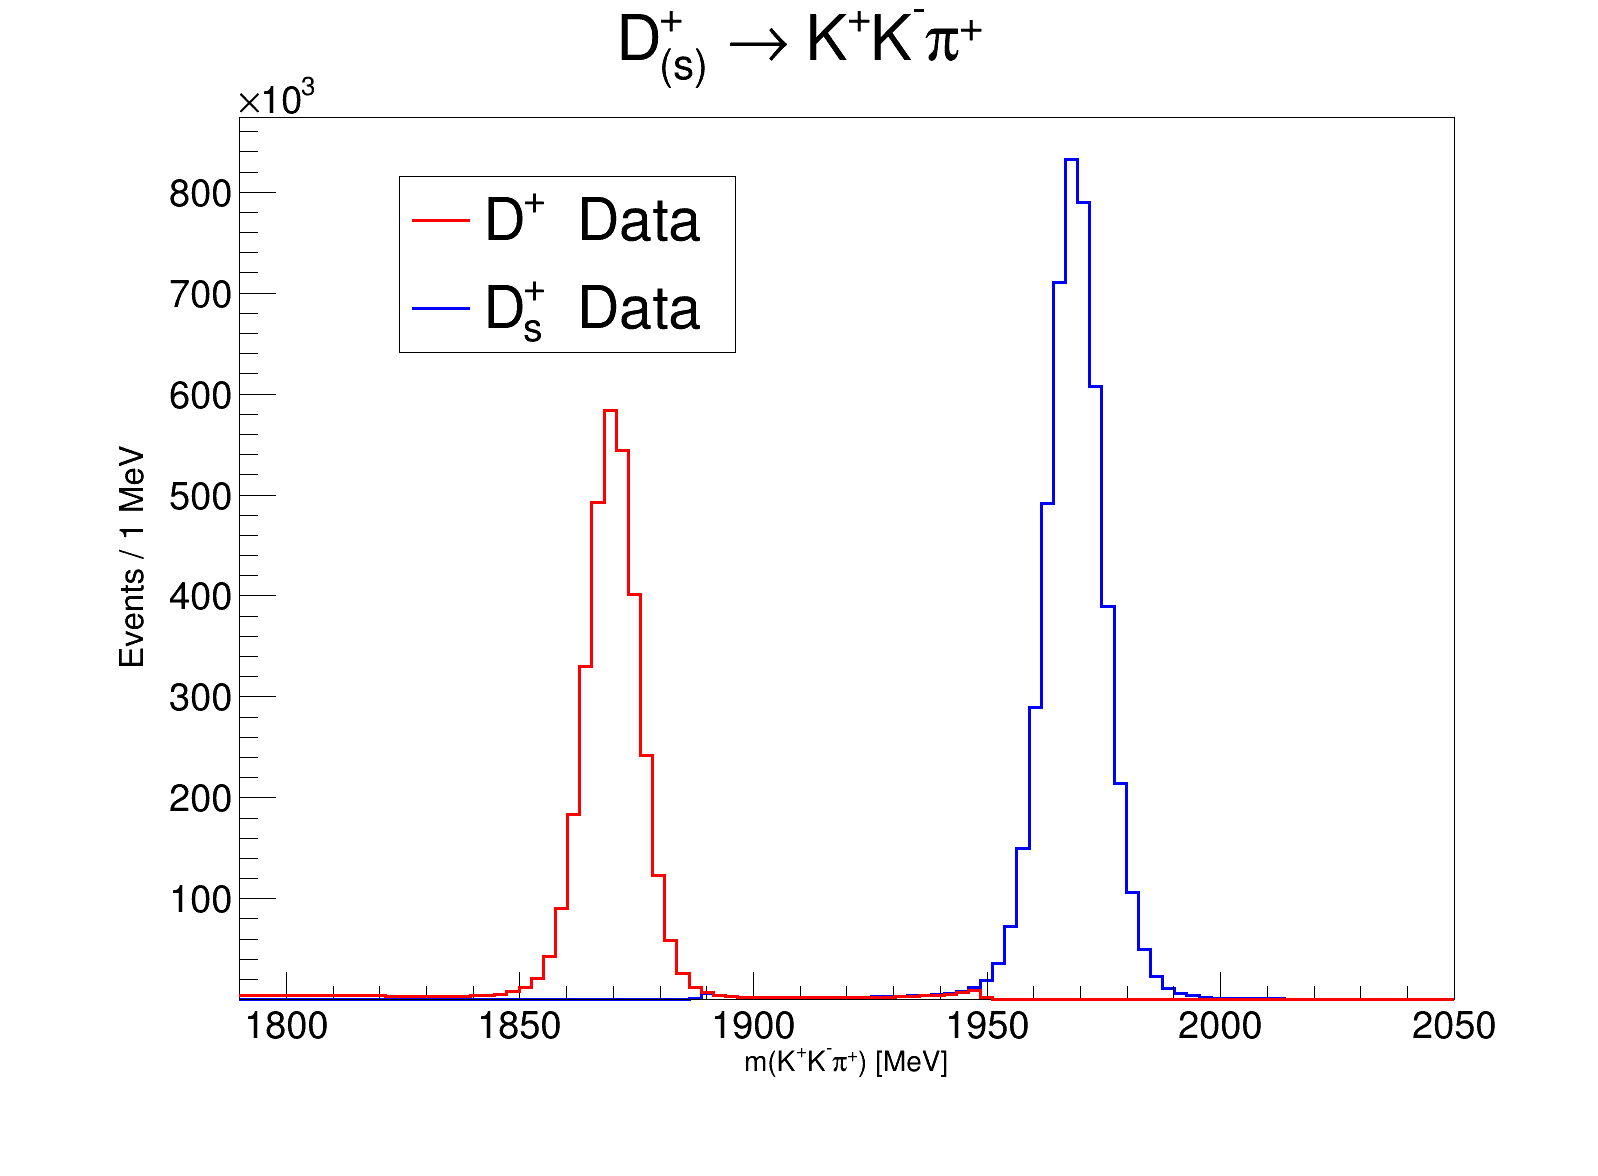 D⁺₍ₛ₎ → K⁺K⁻π⁺
×10³
800
700
600
500
400
300
200
100
D⁺ Data
Dₛ⁺ Data
Events / 1 MeV
1800 1850 1900 1950 2000 2050
m(K⁺K⁻π⁺) [MeV]